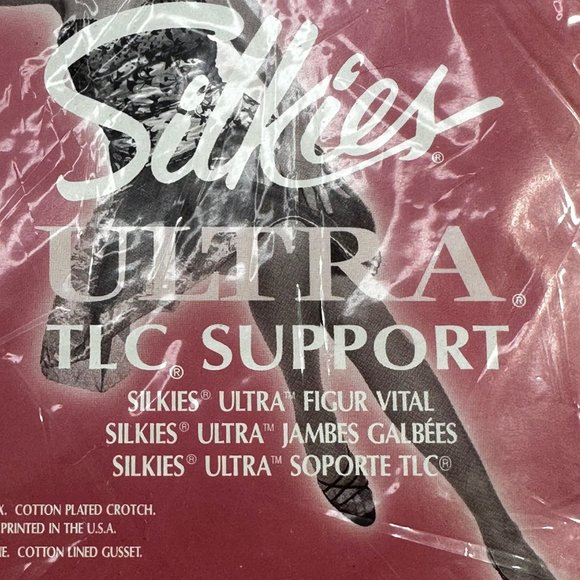 Silkies®
ULTRA®
TLC® SUPPORT
SILKIES® ULTRA™ FIGUR VITAL
SILKIES® ULTRA™ JAMBES GALBÉES
SILKIES® ULTRA™ SOPORTE TLC®
X. COTTON PLATED CROTCH.
PRINTED IN THE U.S.A.
NE. COTTON LINED GUSSET.